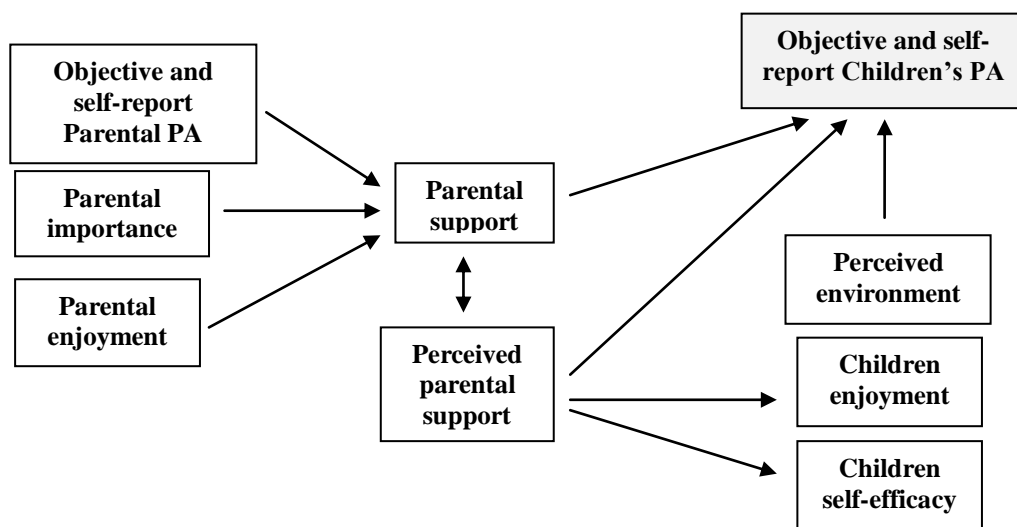 Objective and
self-report
Parental PA
Parental
importance
Parental
enjoyment
Parental
support
Perceived
parental
support
Objective and self-
report Children’s PA
Perceived
environment
Children
enjoyment
Children
self-efficacy